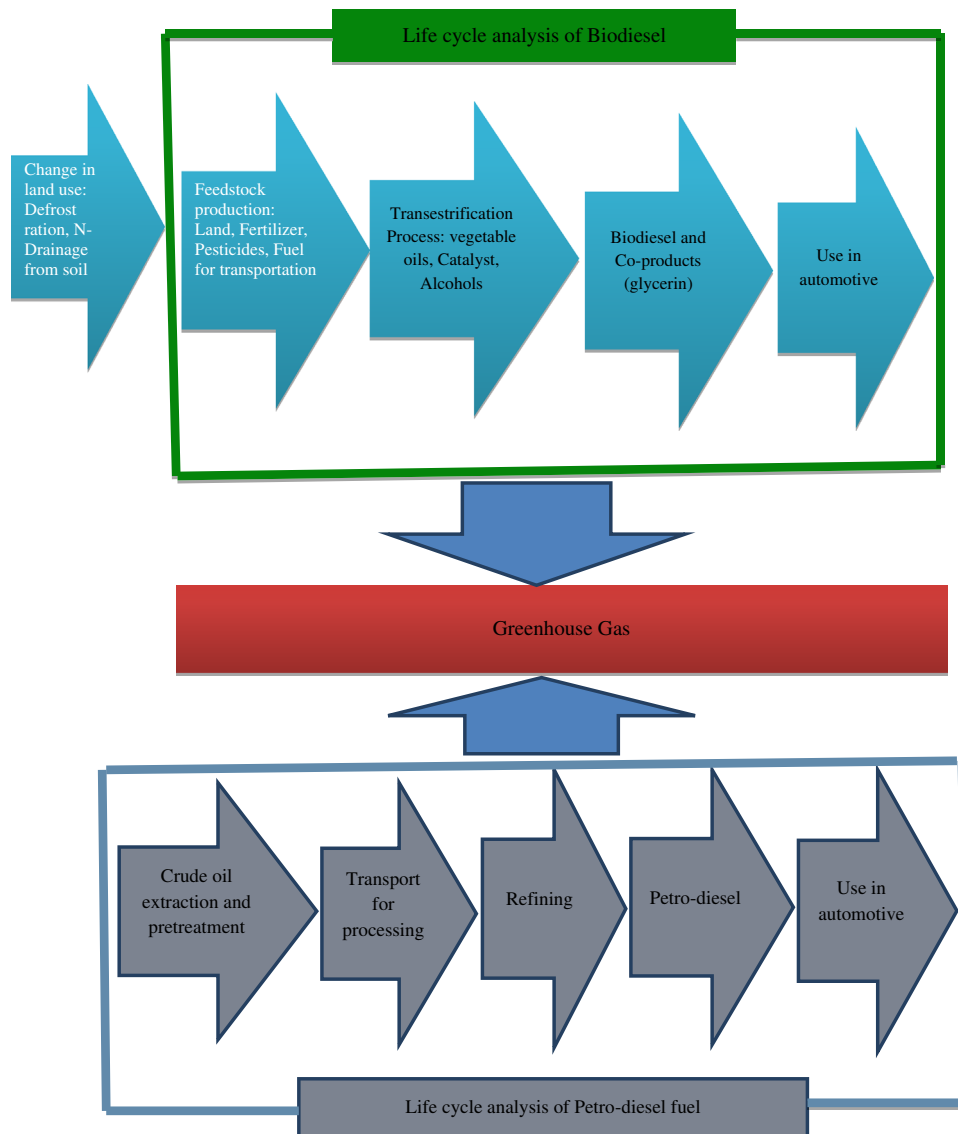 Life cycle analysis of Biodiesel
Change in
land use:
Defrost
ration, N-
Drainage
from soil
Feedstock
production:
Land, Fertilizer,
Pesticides, Fuel
for transportation
Transestrification
Process: vegetable
oils, Catalyst,
Alcohols
Biodiesel and
Co-products
(glycerin)
Use in
automotive
Greenhouse Gas
Crude oil
extraction and
pretreatment
Transport
for
processing
Refining
Petro-diesel
Use in
automotive
Life cycle analysis of Petro-diesel fuel